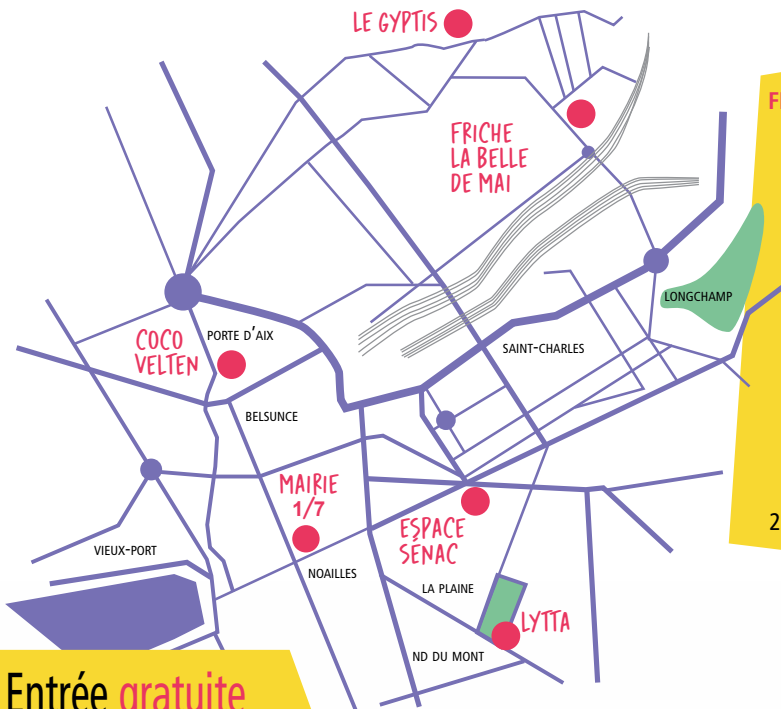 LE GYPTIS
FRICHE
LA BELLE
DE MAI
LONGCHAMP
COCO
VELTEN
PORTE D'AIX
SAINT-CHARLES
BELSUNCE
MAIRIE
1/7
ESPACE
SÉNAC
VIEUX-PORT
NOAILLES
LA PLAINE
LYTTA
ND DU MONT
Entrée gratuite